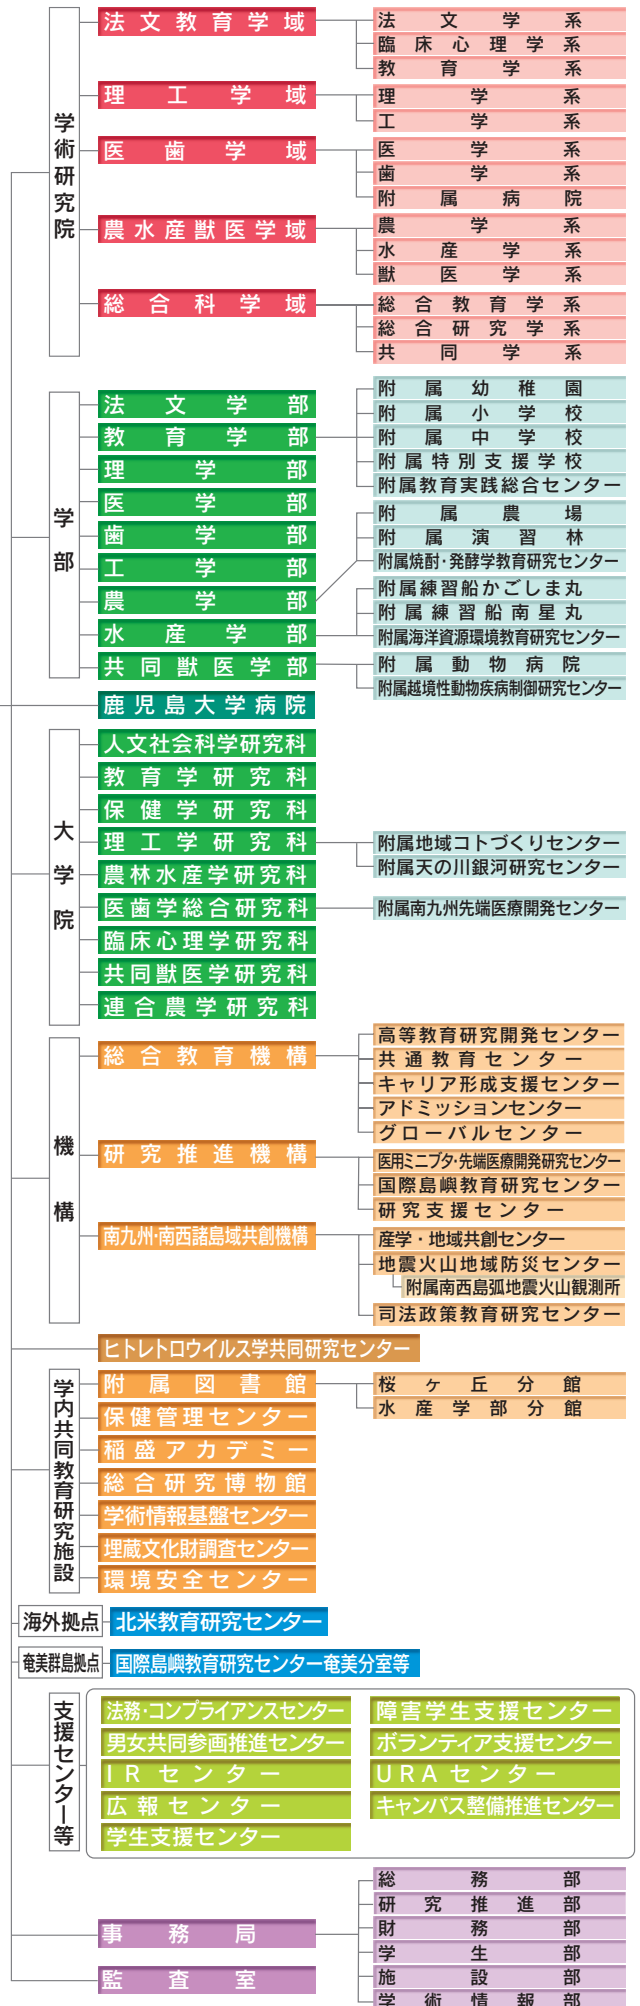 学術研究院
法文教育学域
法文学系
臨床心理学系
教育学系
理工学域
理学系
工学系
医歯学域
医学系
歯学系
附属病院
農水産獣医学域
農学系
水産学系
獣医学系
総合科学域
総合教育学系
総合研究学系
共同学系
学部
法文学部
教育学部
附属幼稚園
附属小学校
附属中学校
附属特別支援学校
附属教育実践総合センター
理学部
医学部
歯学部
工学部
農学部
附属農場
附属演習林
附属焼酎・発酵学教育研究センター
水産学部
附属練習船かごしま丸
附属練習船南星丸
附属海洋資源環境教育研究センター
共同獣医学部
附属動物病院
附属越境性動物疾病制御研究センター
鹿児島大学病院
大学院
人文社会科学研究科
教育学研究科
保健学研究科
理工学研究科
附属地域コトづくりセンター
附属天の川銀河研究センター
農林水産学研究科
医歯学総合研究科
附属南九州先端医療開発センター
臨床心理学研究科
共同獣医学研究科
連合農学研究科
機構
総合教育機構
高等教育研究開発センター
共通教育センター
キャリア形成支援センター
アドミッションセンター
グローバルセンター
研究推進機構
医用ミニブタ・先端医療開発研究センター
国際島嶼教育研究センター
研究支援センター
南九州・南西諸島域共創機構
産学・地域共創センター
地震火山地域防災センター
附属南西島弧地震火山観測所
司法政策教育研究センター
ヒトレトロウイルス学共同研究センター
学内共同教育研究施設
附属図書館
桜ヶ丘分館
水産学部分館
保健管理センター
稲盛アカデミー
総合研究博物館
学術情報基盤センター
埋蔵文化財調査センター
環境安全センター
海外拠点
北米教育研究センター
奄美群島拠点
国際島嶼教育研究センター奄美分室等
支援センター等
法務・コンプライアンスセンター
障害学生支援センター
男女共同参画推進センター
ボランティア支援センター
IRセンター
URAセンター
広報センター
キャンパス整備推進センター
学生支援センター
事務局
総務部
研究推進部
財務部
学生部
施設部
学術情報部
監査室